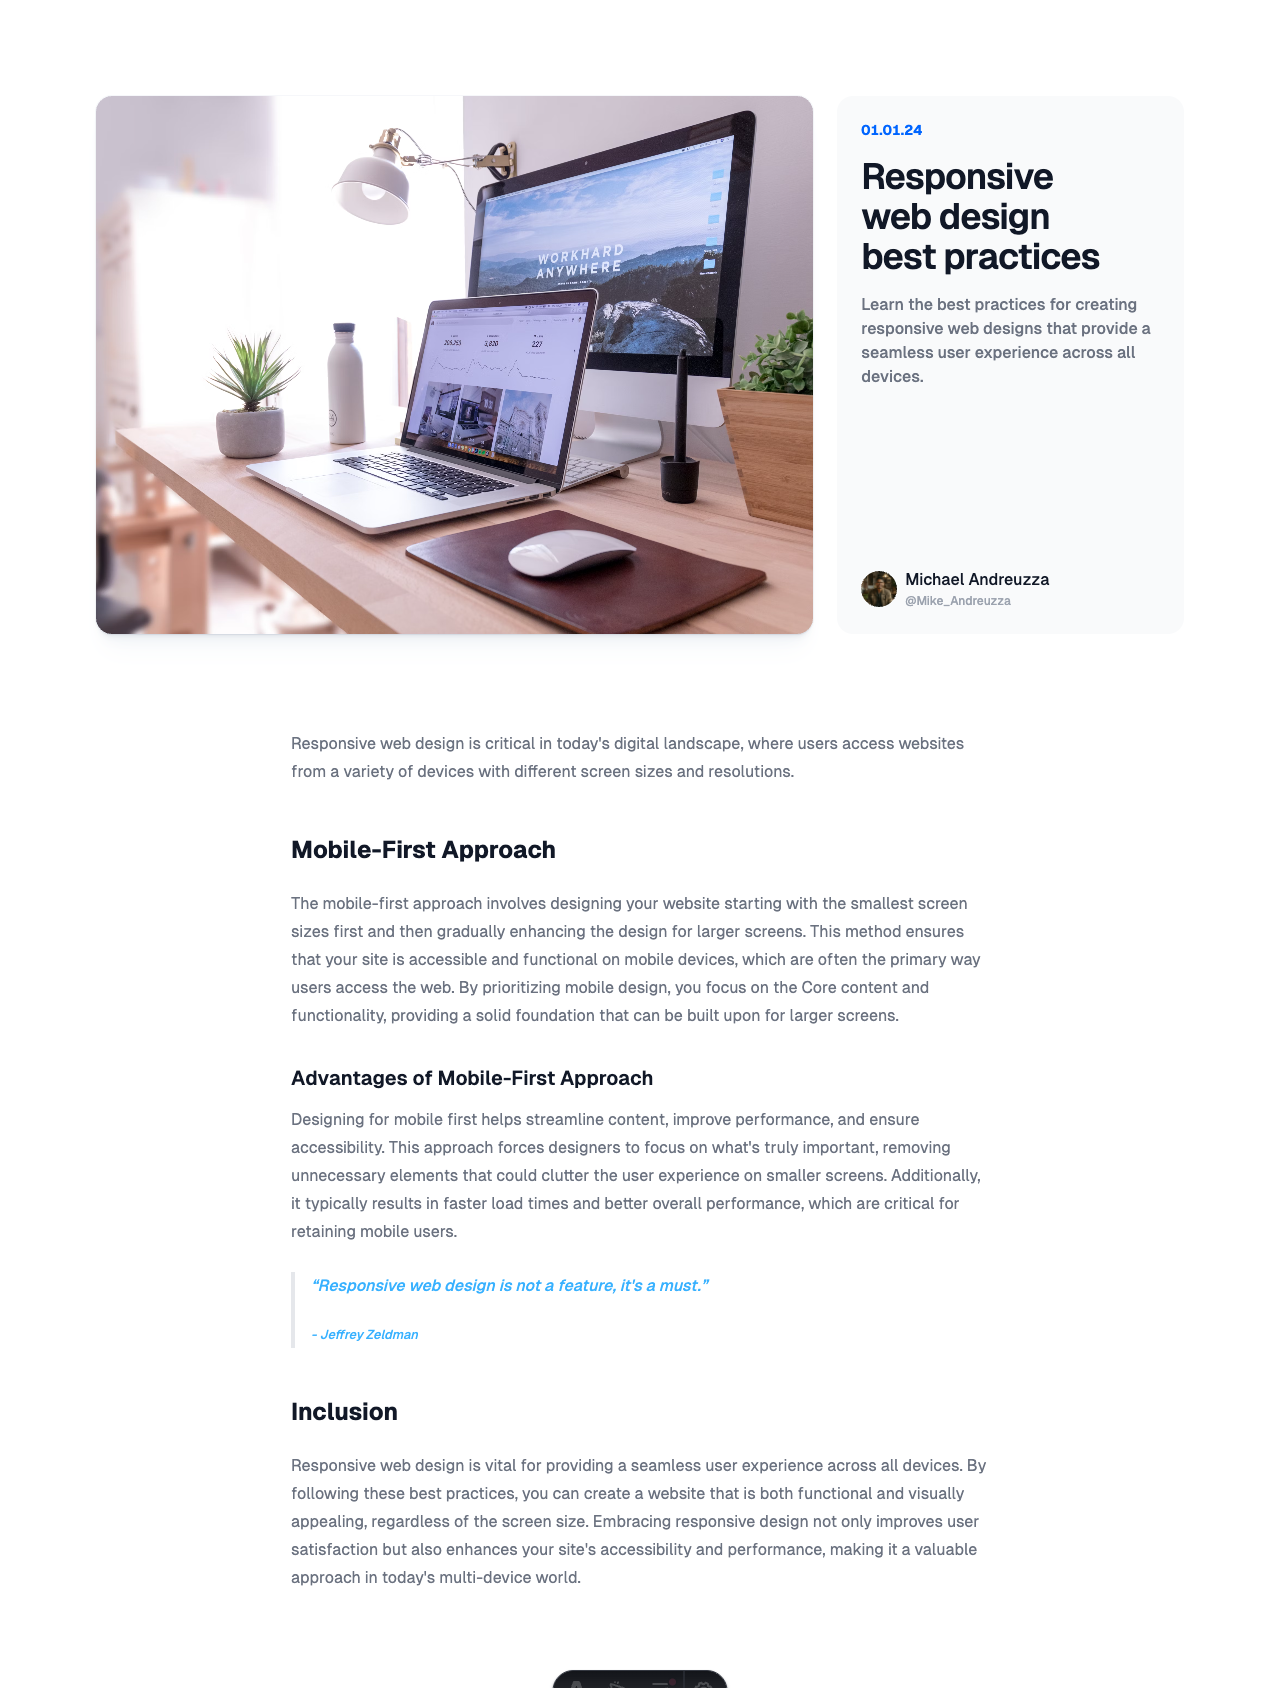 WORKHARD
ANYWHERE
205,253
3,820
227
01.01.24
Responsive
web design
best practices
Learn the best practices for creating
responsive web designs that provide a
seamless user experience across all
devices.
Michael Andreuzza
@Mike_Andreuzza
Responsive web design is critical in today's digital landscape, where users access websites
from a variety of devices with different screen sizes and resolutions.
Mobile-First Approach
The mobile-first approach involves designing your website starting with the smallest screen
sizes first and then gradually enhancing the design for larger screens. This method ensures
that your site is accessible and functional on mobile devices, which are often the primary way
users access the web. By prioritizing mobile design, you focus on the Core content and
functionality, providing a solid foundation that can be built upon for larger screens.
Advantages of Mobile-First Approach
Designing for mobile first helps streamline content, improve performance, and ensure
accessibility. This approach forces designers to focus on what's truly important, removing
unnecessary elements that could clutter the user experience on smaller screens. Additionally,
it typically results in faster load times and better overall performance, which are critical for
retaining mobile users.
“Responsive web design is not a feature, it's a must.”
- Jeffrey Zeldman
Inclusion
Responsive web design is vital for providing a seamless user experience across all devices. By
following these best practices, you can create a website that is both functional and visually
appealing, regardless of the screen size. Embracing responsive design not only improves user
satisfaction but also enhances your site's accessibility and performance, making it a valuable
approach in today's multi-device world.